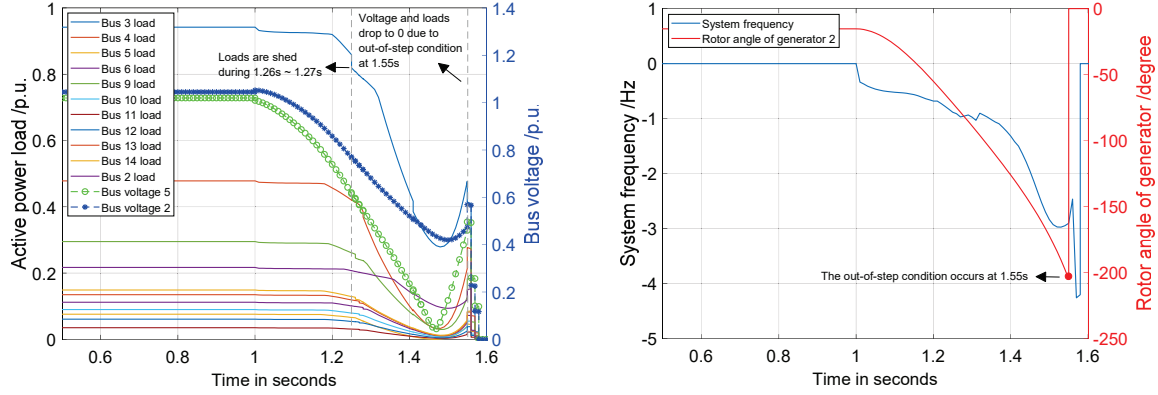 Active power load /p.u.
1
0.8
0.6
0.4
0.2
0
Bus 3 load
Bus 4 load
Bus 5 load
Bus 6 load
Bus 9 load
Bus 10 load
Bus 11 load
Bus 12 load
Bus 13 load
Bus 14 load
Bus 2 load
Bus voltage 5
Bus voltage 2
Loads are shed
during 1.26s ~ 1.27s
Voltage and loads
drop to 0 due to
out-of-step condition
at 1.55s
1.4
1.2
1
0.8
0.6
0.4
0.2
0
Bus voltage /p.u.
0.6 0.8 1 1.2 1.4 1.6
Time in seconds
System frequency /Hz
1
0
-1
-2
-3
-4
-5
System frequency
Rotor angle of generator 2
The out-of-step condition occurs at 1.55s
-0
-50
-100
-150
-200
-250
Rotor angle of generator /degree
0.6 0.8 1 1.2 1.4 1.6
Time in seconds